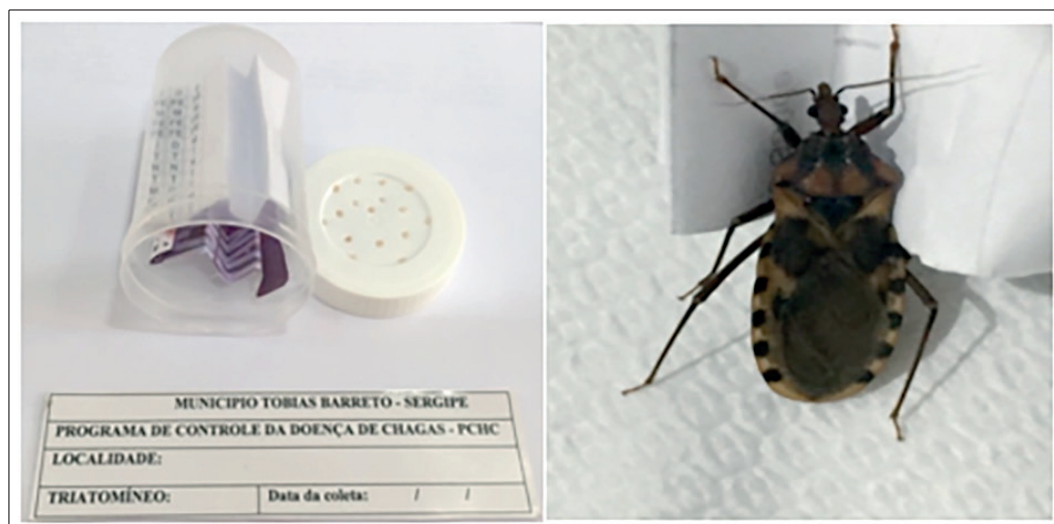 MUNICIPIO TOBIAS BARRETO - SERGIPE
PROGRAMA DE CONTROLE DA DOENÇA DE CHAGAS - PCHC
LOCALIDADE:
TRIATOMÍNEO: Data da coleta: / /